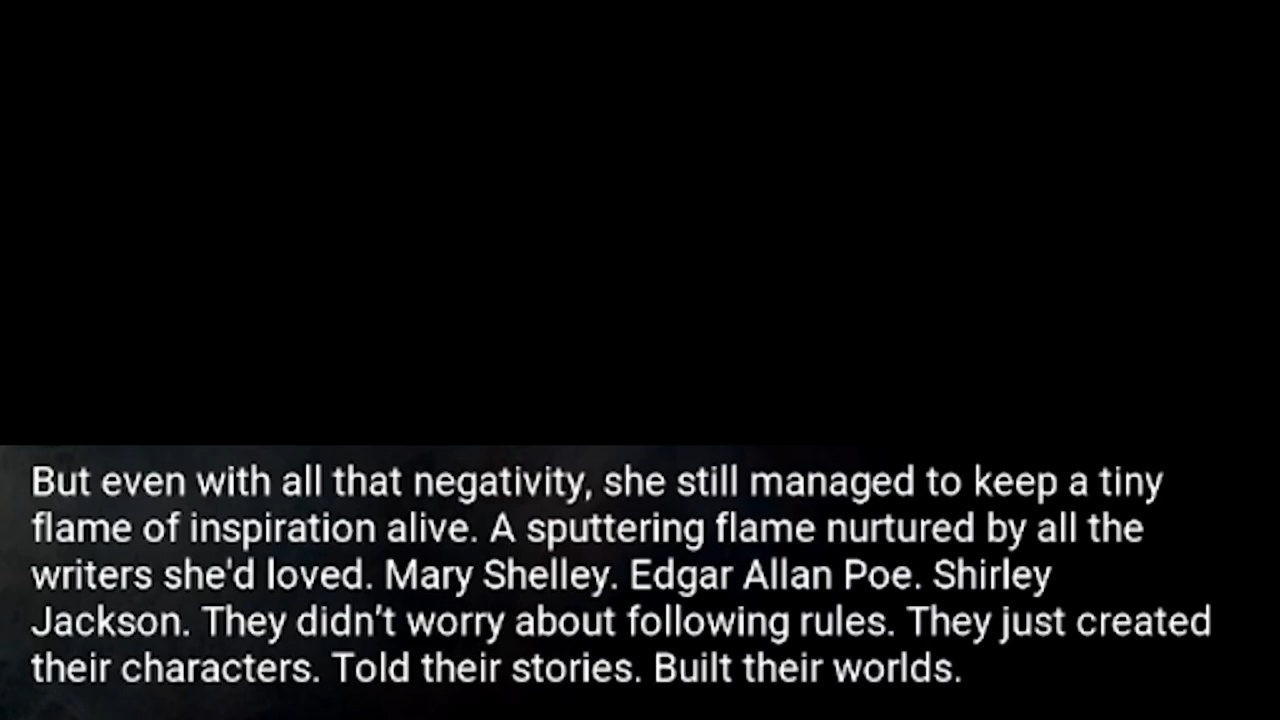 But even with all that negativity, she still managed to keep a tiny
flame of inspiration alive. A sputtering flame nurtured by all the
writers she'd loved. Mary Shelley. Edgar Allan Poe. Shirley
Jackson. They didn’t worry about following rules. They just created
their characters. Told their stories. Built their worlds.